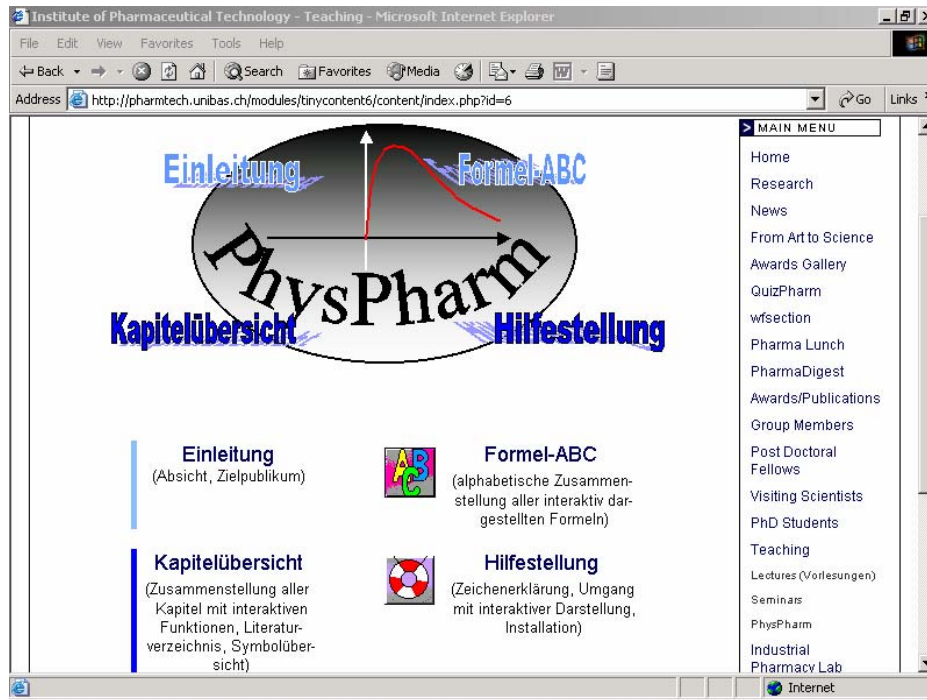 Institute of Pharmaceutical Technology - Teaching - Microsoft Internet Explorer
File Edit View Favorites Tools Help
Back Search Favorites Media
Address http://pharmtech.unibas.ch/modules/tinycontent6/content/index.php?id=6 Go Links
Einleitung Formel-ABC
PhysPharm
Kapitelübersicht Hilfestellung
Einleitung
(Absicht, Zielpublikum)
ABC
Formel-ABC
(alphabetische Zusammen-
stellung aller interaktiv dar-
gestellten Formeln)
Kapitelübersicht
(Zusammenstellung aller
Kapitel mit interaktiven
Funktionen, Literatur-
verzeichnis, Symbolüber-
sicht)
Hilfestellung
(Zeichenerklärung, Umgang
mit interaktiver Darstellung,
Installation)
MAIN MENU
Home
Research
News
From Art to Science
Awards Gallery
QuizPharm
wfsection
Pharma Lunch
PharmaDigest
Awards/Publications
Group Members
Post Doctoral
Fellows
Visiting Scientists
PhD Students
Teaching
Lectures (Vorlesungen)
Seminars
PhysPharm
Industrial
Pharmacy Lab
Internet